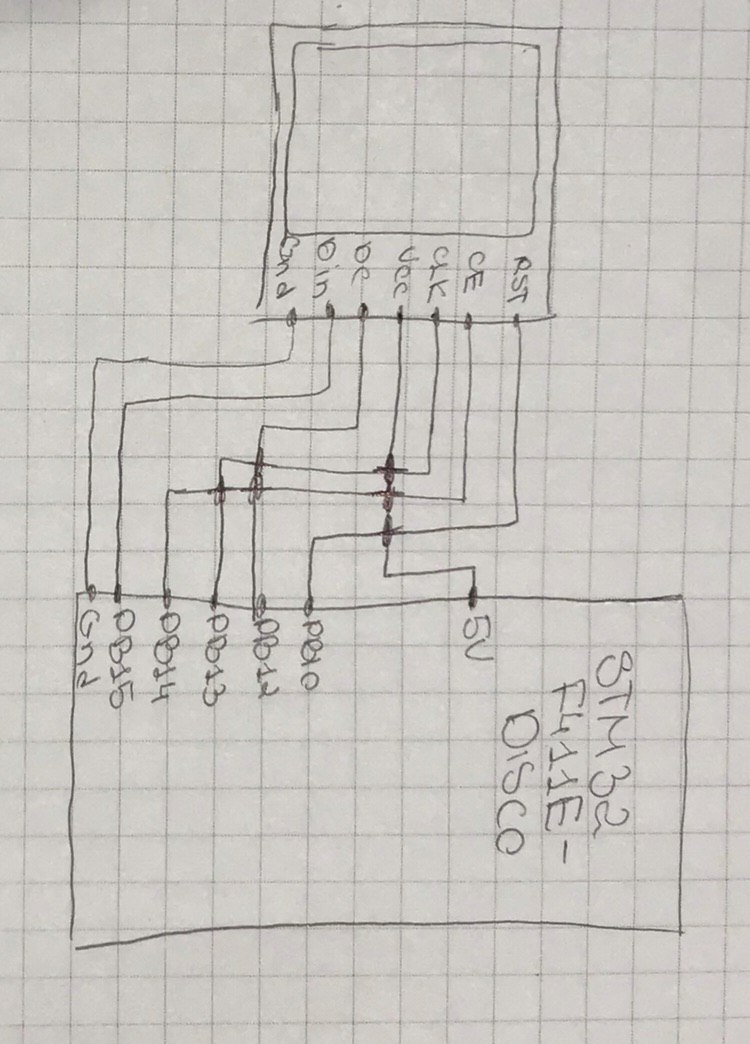 Gnd
Din
DC
Vcc
CLK
CE
RST
Gnd
PB15
PB14
PB13
PB12
PB10
5V
STM32
F411E-
DISCO